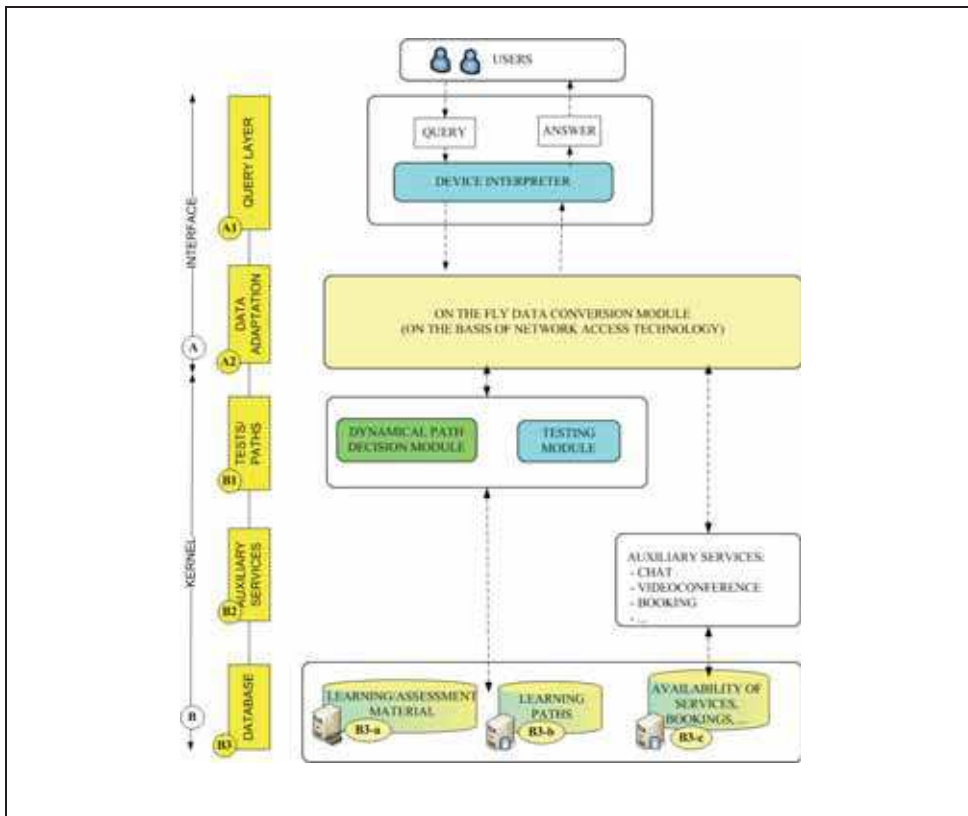 USERS
QUERY
ANSWER
DEVICE INTERPRETER
INTERFACE
QUERY LAYER
A1
ON THE FLY DATA CONVERSION MODULE
(ON THE BASIS OF NETWORK ACCESS TECHNOLOGY)
DATA
ADAPTATION
A
A2
DYNAMICAL PATH
DECISION MODULE
TESTING
MODULE
TESTS/
PATHS
B1
KERNEL
AUXILIARY
SERVICES
B2
AUXILIARY SERVICES:
- CHAT
- VIDEOCONFERENCE
- BOOKING
- ...
DATABASE
B
B3
LEARNING/ASSESSMENT
MATERIAL
B3-a
LEARNING
PATHS
B3-b
AVAILABILITY OF
SERVICES,
BOOKINGS, ...
B3-c